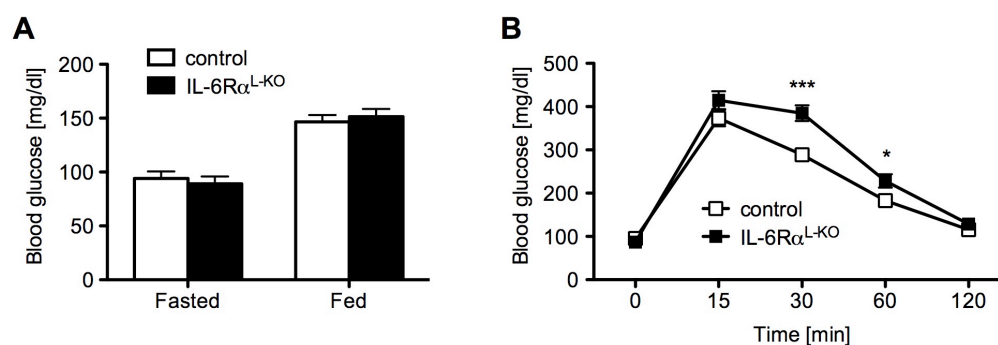 A
Blood glucose [mg/dl]
200
150
100
50
0
control
IL-6Rα^L-KO
Fasted
Fed
B
Blood glucose [mg/dl]
500
400
300
200
100
0
***
*
control
IL-6Rα^L-KO
0 15 30 60 120
Time [min]